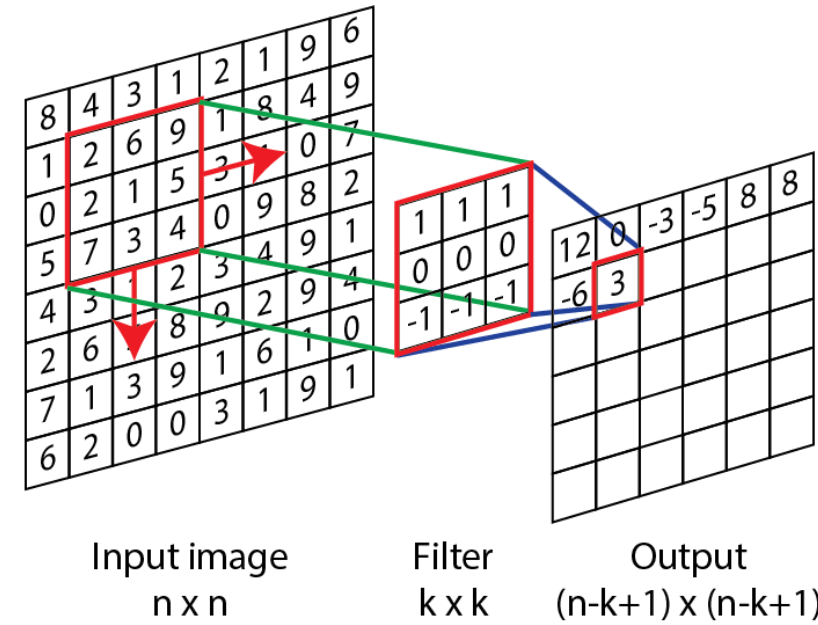 8 4 3 1 2 1 9 6
1 2 6 9 1 8 4 9
0 2 1 5 3 0 7
5 7 3 4 0 9 8 2
4 3 2 3 4 9 1
2 6 8 9 2 9 4
7 1 3 9 1 6 1 0
6 2 0 0 3 1 9 1
1 1 1
0 0 0
-1 -1 -1
12 0 -3 -5 8 8
-6 3
Input image
n x n
Filter
k x k
Output
(n-k+1) x (n-k+1)